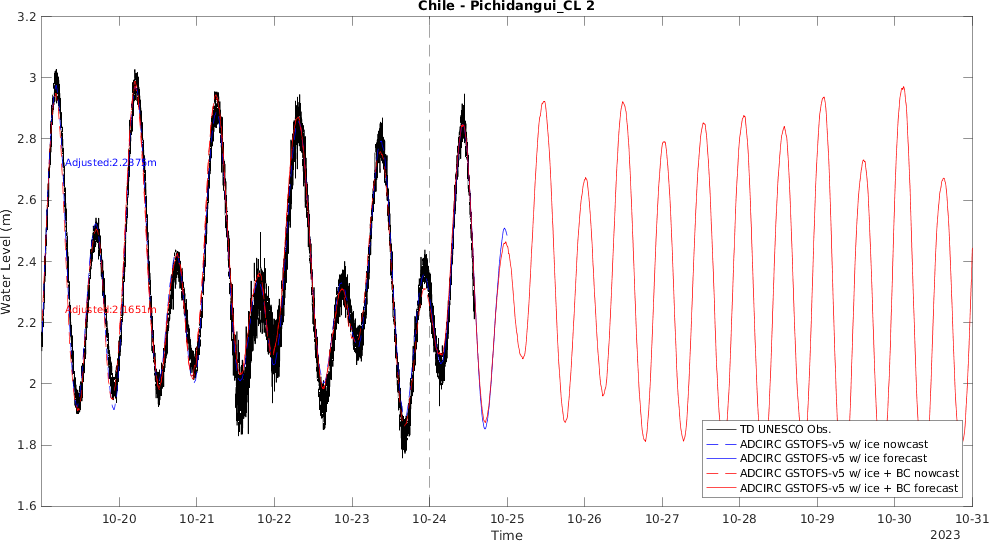 Chile - Pichidangui_CL 2
3.2
3
2.8
2.6
2.4
2.2
2
1.8
1.6
Water Level (m)
Adjusted:2.2375m
Adjusted:2.1651m
TD UNESCO Obs.
ADCIRC GSTOFS-v5 w/ ice nowcast
ADCIRC GSTOFS-v5 w/ ice forecast
ADCIRC GSTOFS-v5 w/ ice + BC nowcast
ADCIRC GSTOFS-v5 w/ ice + BC forecast
10-20 10-21 10-22 10-23 10-24 10-25 10-26 10-27 10-28 10-29 10-30 10-31
Time
2023